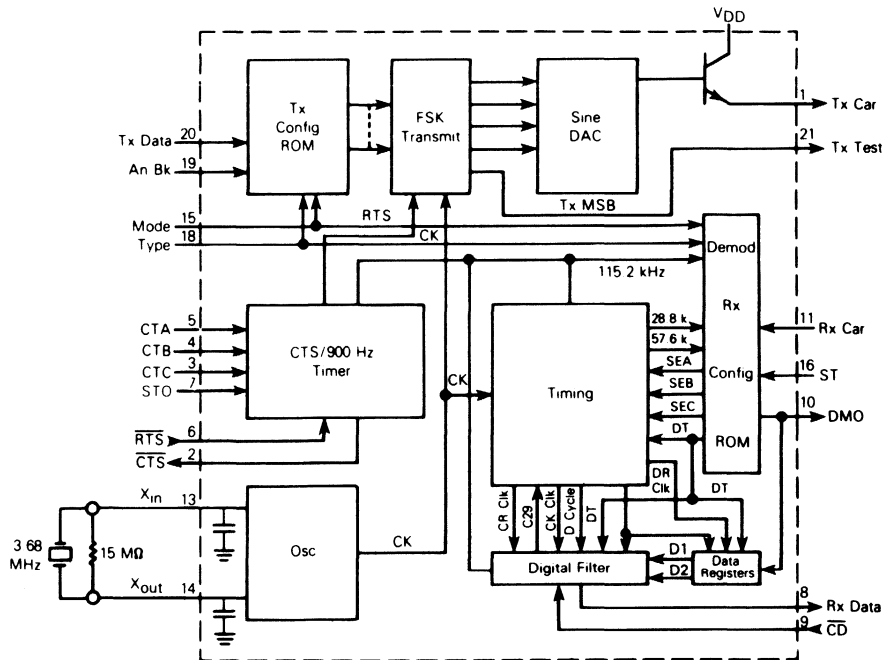 VDD
Tx
Config
ROM
FSK
Transmit
Sine
DAC
1 Tx Car
Tx Data 20
21 Tx Test
An Bk 19
Tx MSB
Mode 15
RTS
Type 18
CK
Demod
Rx
Config
ROM
115 2 kHz
CTA 5
CTB 4
CTC 3
STO 7
CTS/900 Hz
Timer
CK
Timing
28.8 k
57.6 k
SEA
SEB
SEC
DT
11 Rx Car
16 ST
10 DMO
RTS 6
CTS 2
DR
Clk
DT
Xin 13
3 68
MHz
15 MΩ
Osc
CK
CR Clk
C29
CK Clk
D Cycle
DT
Digital Filter
D1
D2
Data
Registers
Xout 14
8 Rx Data
9 CD